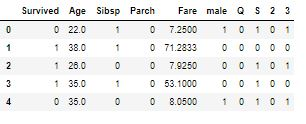 Survived Age Sibsp Parch Fare male Q S 2 3
0 0 22.0 1 0 7.2500 1 0 1 0 1
1 1 38.0 1 0 71.2833 0 0 0 0 0
2 1 26.0 0 0 7.9250 0 0 1 0 1
3 1 35.0 1 0 53.1000 0 0 1 0 0
4 0 35.0 0 0 8.0500 1 0 1 0 1